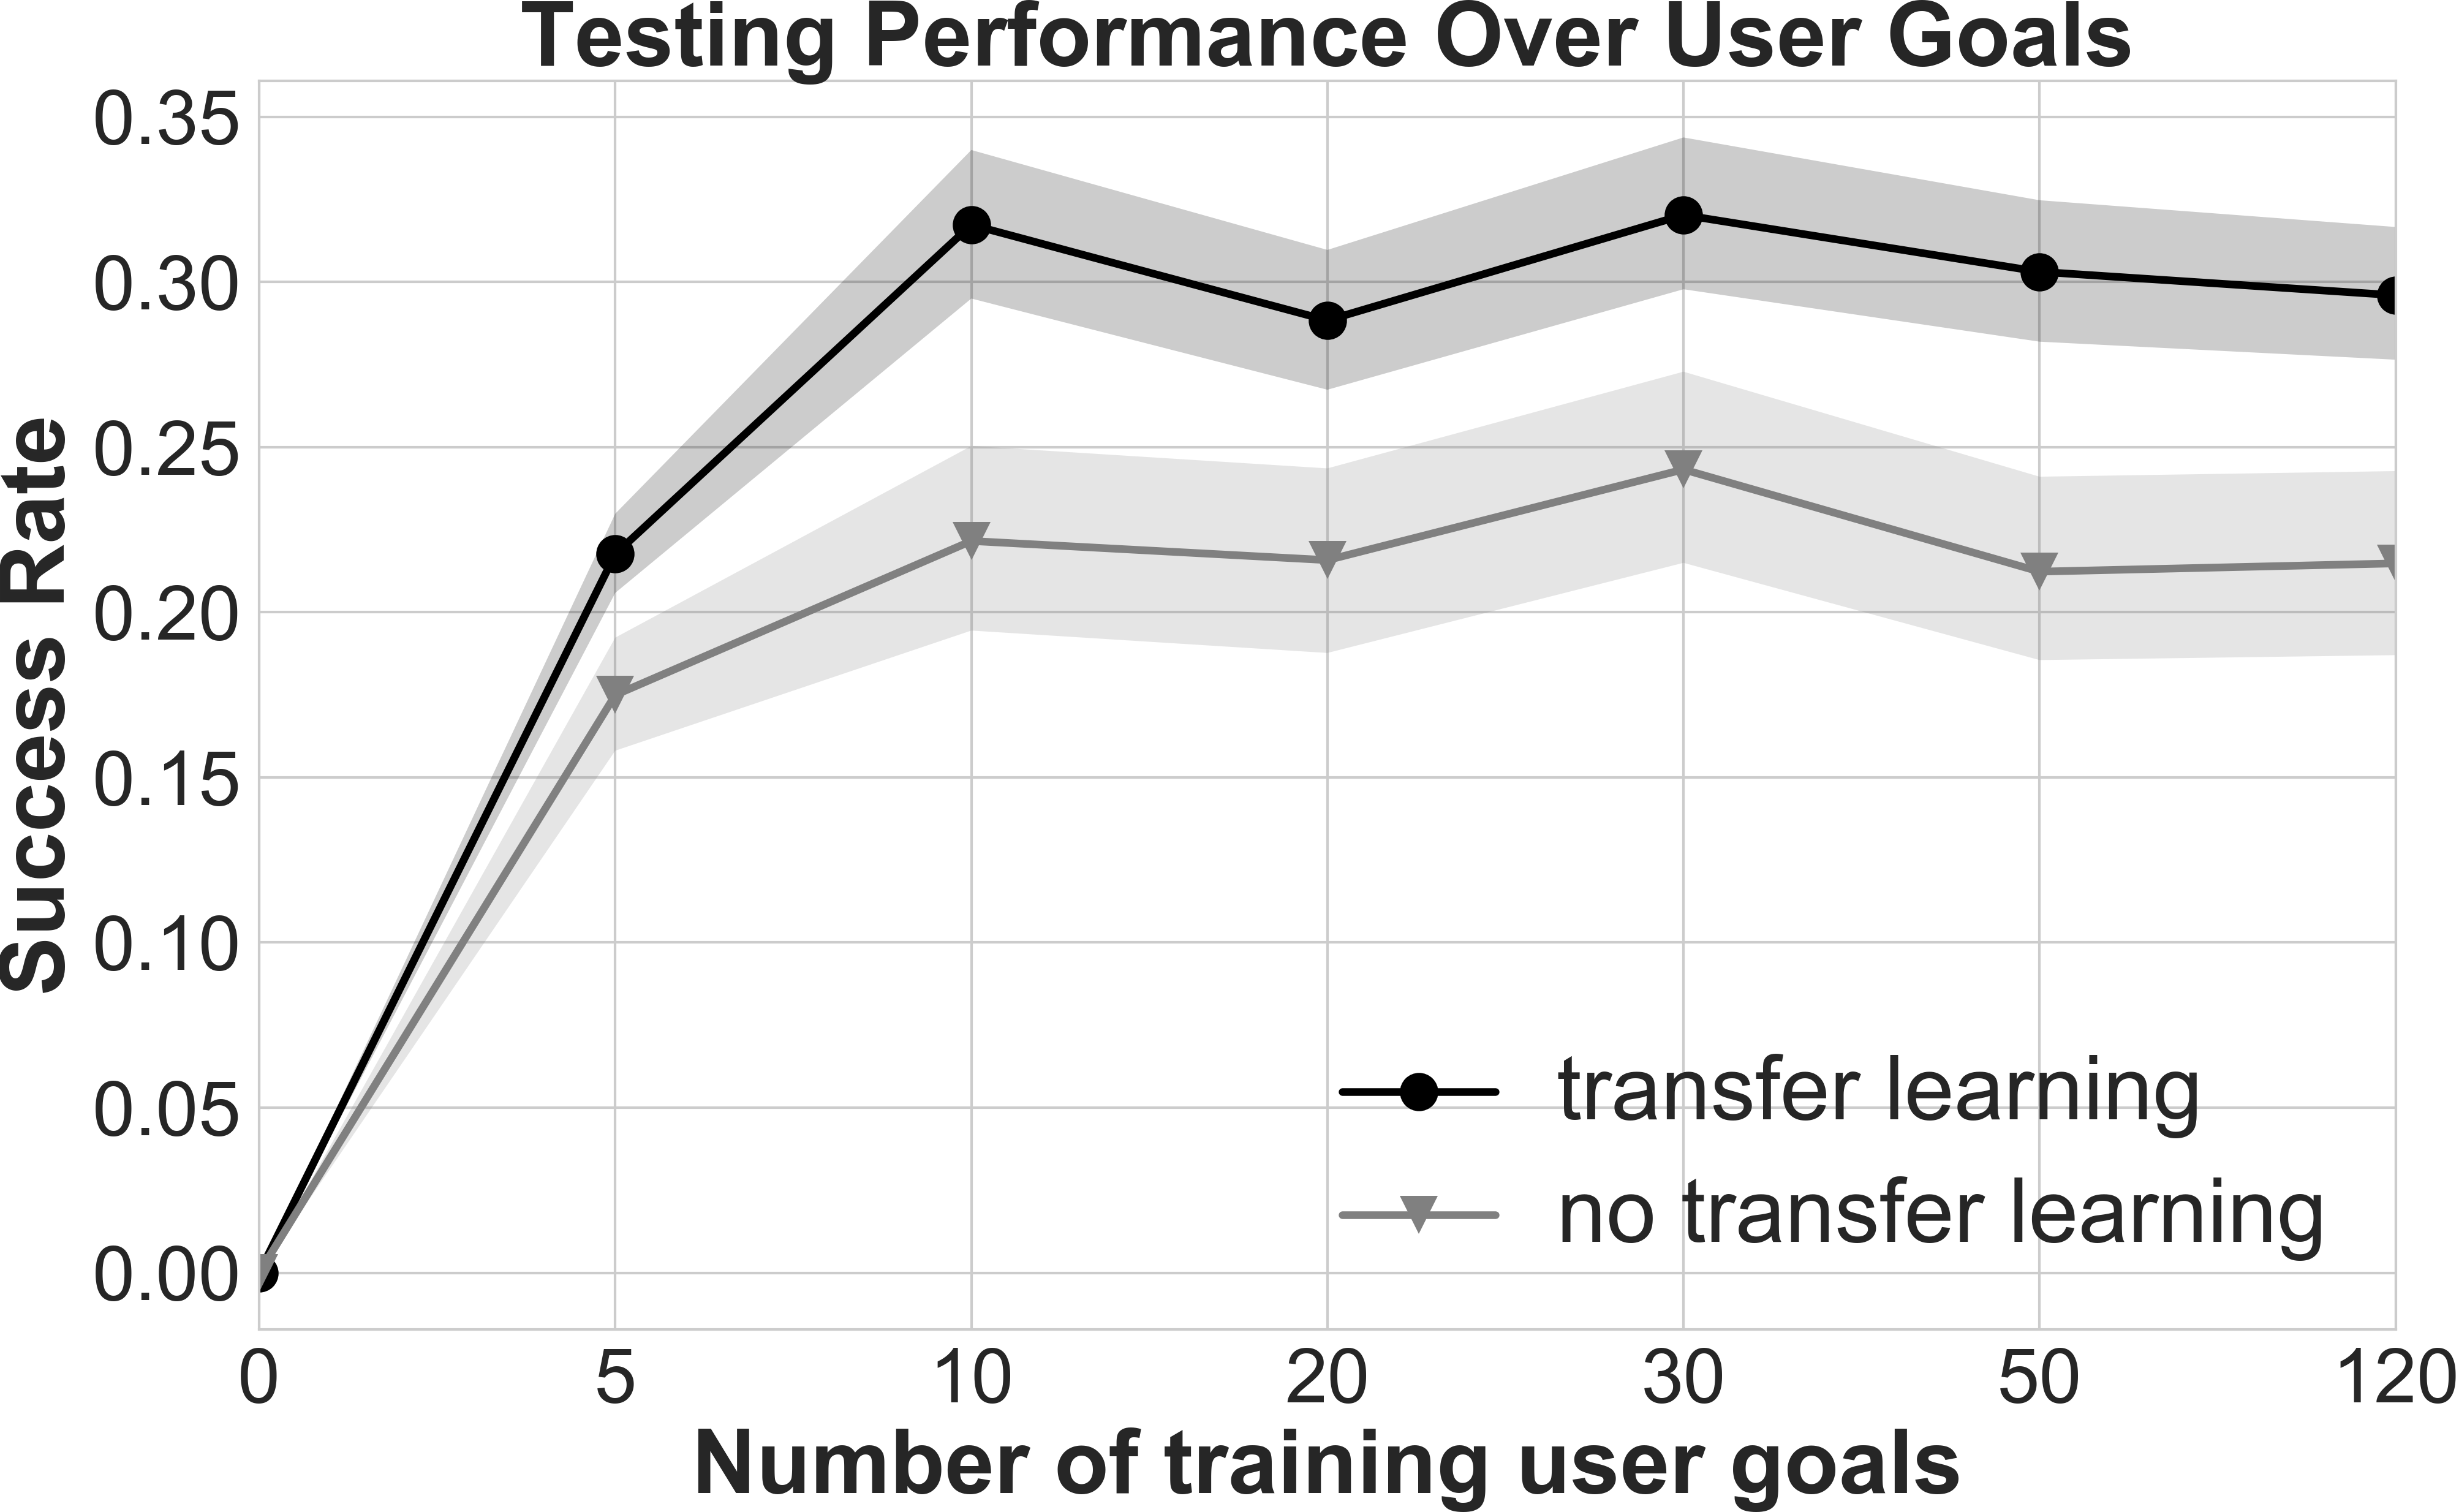 Testing Performance Over User Goals
Success Rate
0.35
0.30
0.25
0.20
0.15
0.10
0.05
0.00
transfer learning
no transfer learning
0 5 10 20 30 50 120
Number of training user goals